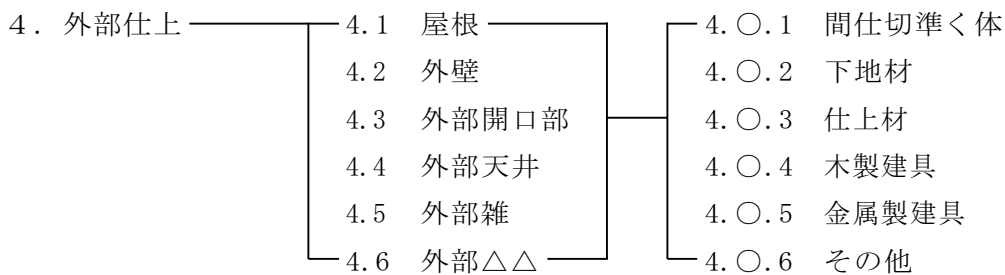 ４．外部仕上 4.1 屋根 4.○.1 間仕切準く体
4.2 外壁 4.○.2 下地材
4.3 外部開口部 4.○.3 仕上材
4.4 外部天井 4.○.4 木製建具
4.5 外部雑 4.○.5 金属製建具
4.6 外部△△ 4.○.6 その他